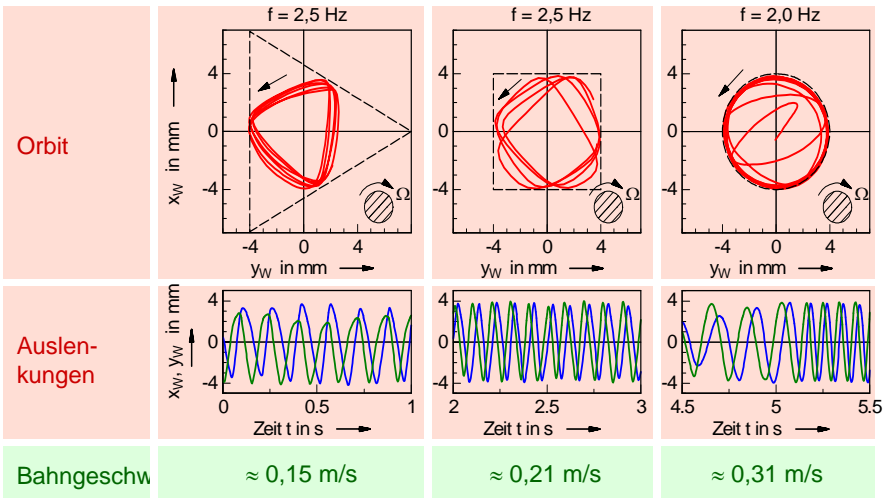 f = 2,5 Hz
f = 2,5 Hz
f = 2,0 Hz
Orbit
x_W in mm
4
0
-4
-4
0
4
y_W in mm
Ω
4
0
-4
-4
0
4
y_W in mm
Ω
4
0
-4
-4
0
4
y_W in mm
Ω
Auslen-
kungen
x_W, y_W in mm
4
0
-4
0
0.5
1
Zeit t in s
4
0
-4
2
2.5
3
Zeit t in s
4
0
-4
4.5
5
5.5
Zeit t in s
Bahngeschw
≈ 0,15 m/s
≈ 0,21 m/s
≈ 0,31 m/s